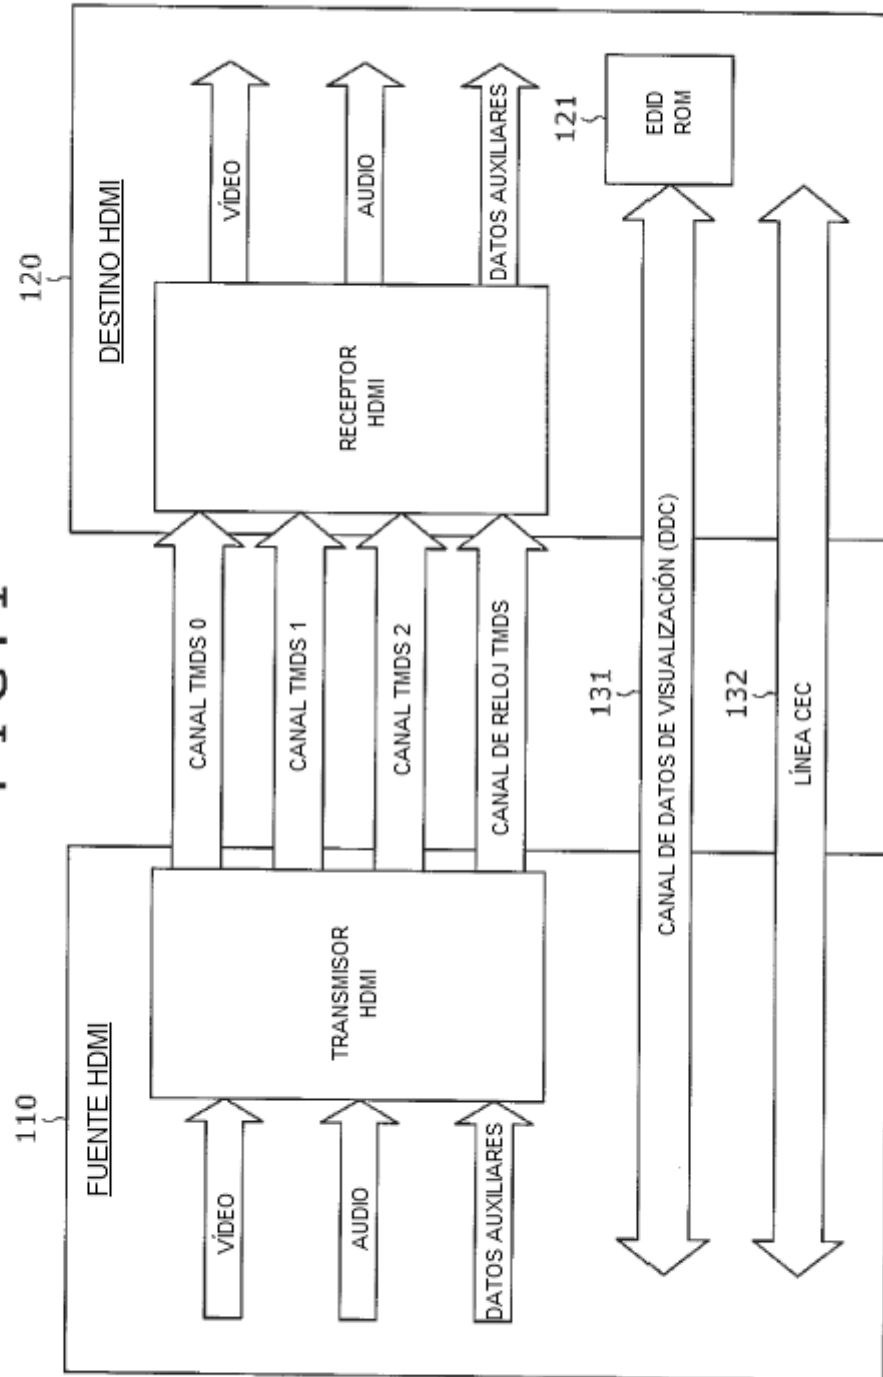 110
FUENTE HDMI
VÍDEO
AUDIO
DATOS AUXILIARES
TRANSMISOR
HDMI
CANAL TMDS 0
CANAL TMDS 1
CANAL TMDS 2
CANAL DE RELOJ TMDS
120
DESTINO HDMI
RECEPTOR
HDMI
VÍDEO
AUDIO
DATOS AUXILIARES
121
EDID
ROM
131
CANAL DE DATOS DE VISUALIZACIÓN (DDC)
132
LÍNEA CEC